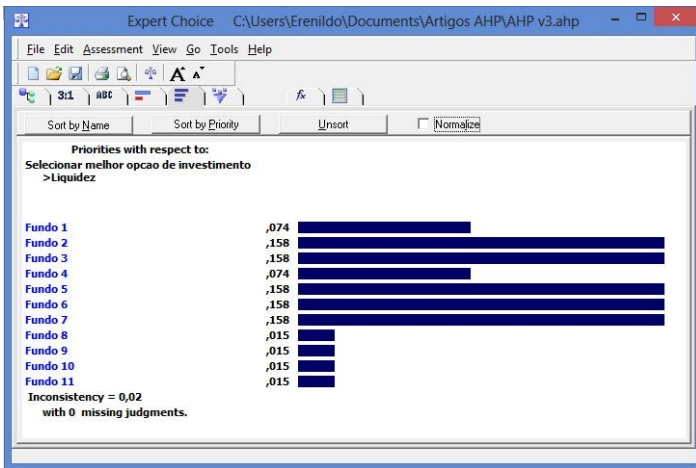 Expert Choice C:\Users\Erenildo\Documents\Artigos AHP\AHP v3.ahp
File Edit Assessment View Go Tools Help
3:1 ABC fx
Sort by Name Sort by Priority Unsort Normalize
Priorities with respect to:
Selecionar melhor opcao de investimento
>Liquidez
Fundo 1 ,074
Fundo 2 ,158
Fundo 3 ,158
Fundo 4 ,074
Fundo 5 ,158
Fundo 6 ,158
Fundo 7 ,158
Fundo 8 ,015
Fundo 9 ,015
Fundo 10 ,015
Fundo 11 ,015
Inconsistency = 0,02
with 0 missing judgments.